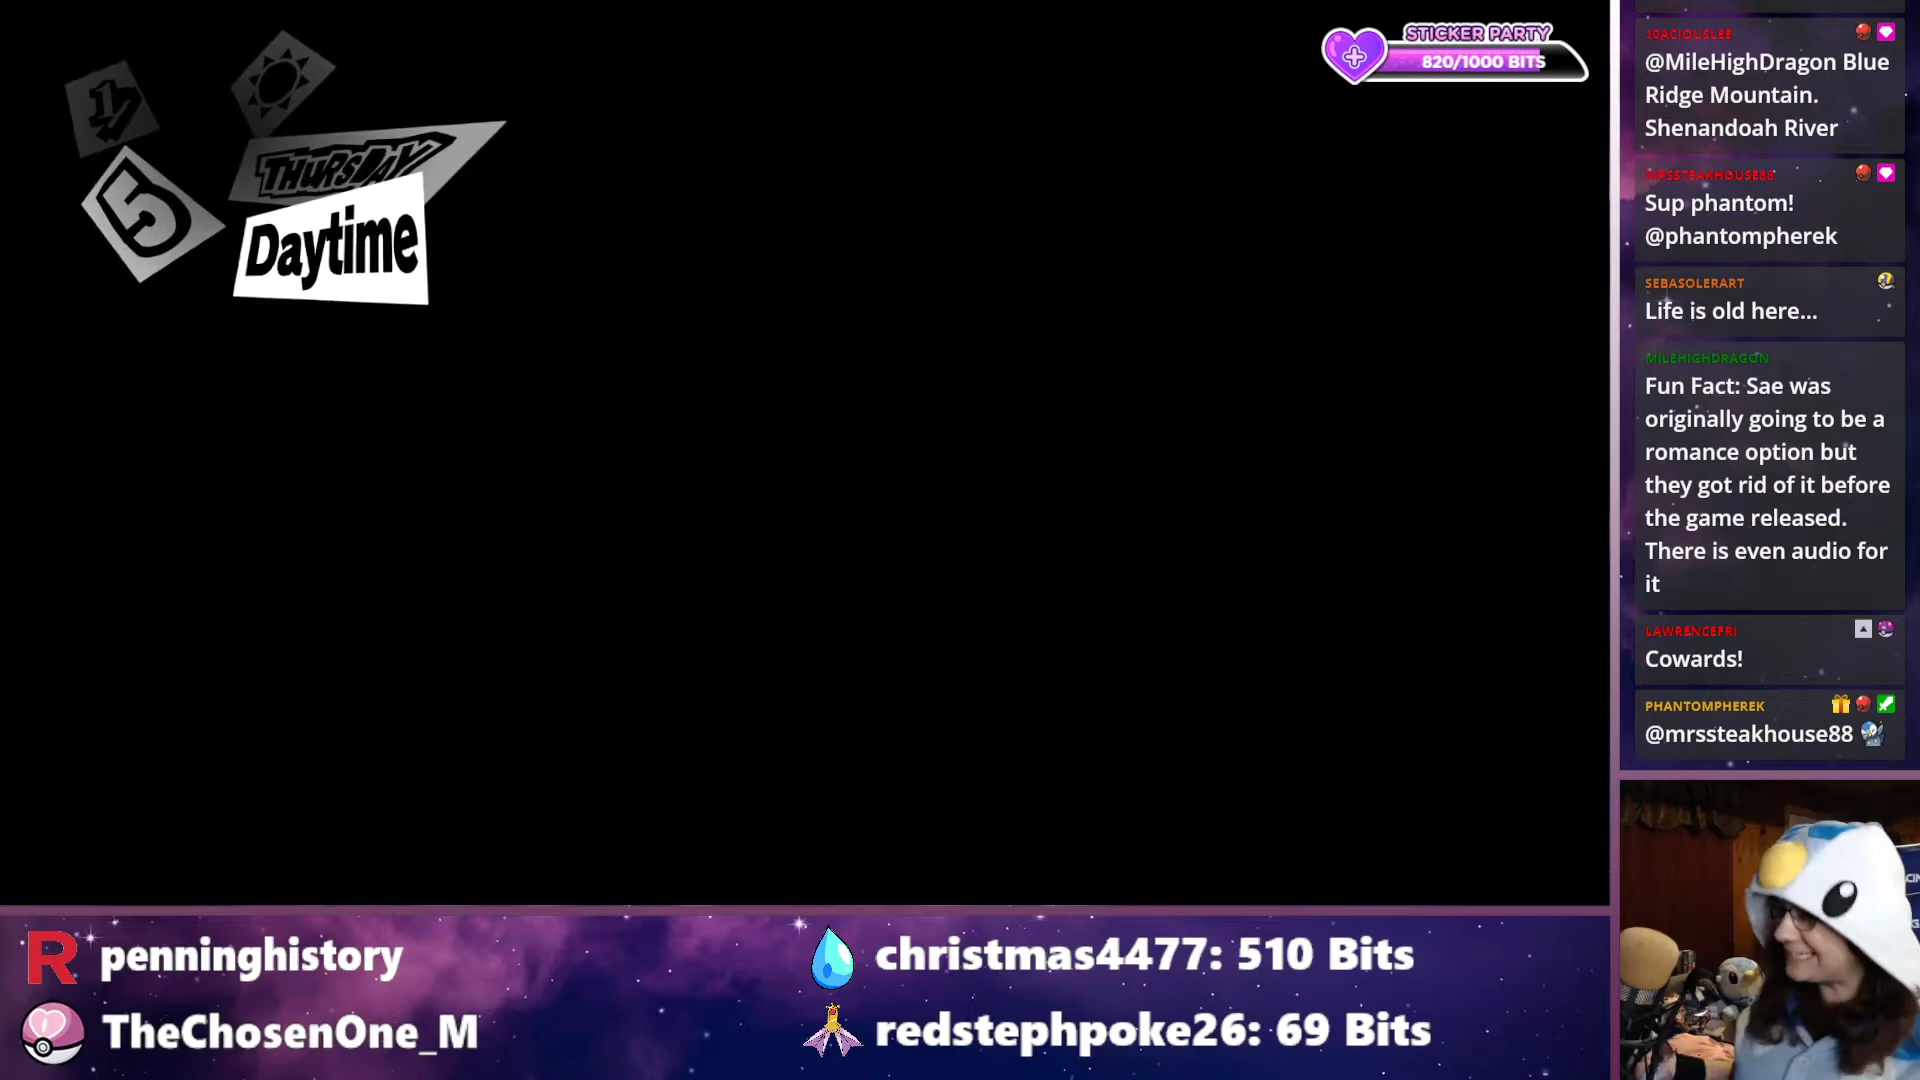 1
5
THURSDAY
Daytime
STICKER PARTY
820/1000 BITS
10ACIOUSLEE
@MileHighDragon Blue
Ridge Mountain.
Shenandoah River
MRSSTEAKHOUSE88
Sup phantom!
@phantompherek
SEBASOLERART
Life is old here...
MILEHIGHDRAGON
Fun Fact: Sae was
originally going to be a
romance option but
they got rid of it before
the game released.
There is even audio for
it
LAWRENCEFRI
Cowards!
PHANTOMPHEREK
@mrssteakhouse88
R penninghistory
TheChosenOne_M
christmas4477: 510 Bits
redstephpoke26: 69 Bits